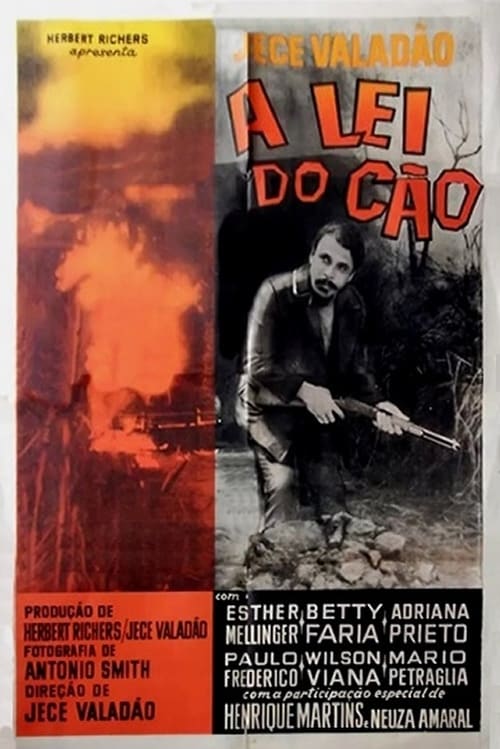 HERBERT RICHERS
apresenta
JECE VALADÃO
A LEI
DO CÃO
PRODUÇÃO DE
HERBERT RICHERS/JECE VALADÃO
FOTOGRAFIA DE
ANTONIO SMITH
DIREÇÃO DE
JECE VALADÃO
com
ESTHER MELLINGER
BETTY FARIA
ADRIANA PRIETO
PAULO FREDERICO
WILSON VIANA
MARIO PETRAGLIA
com a participação especial de
HENRIQUE MARTINS e NEUZA AMARAL